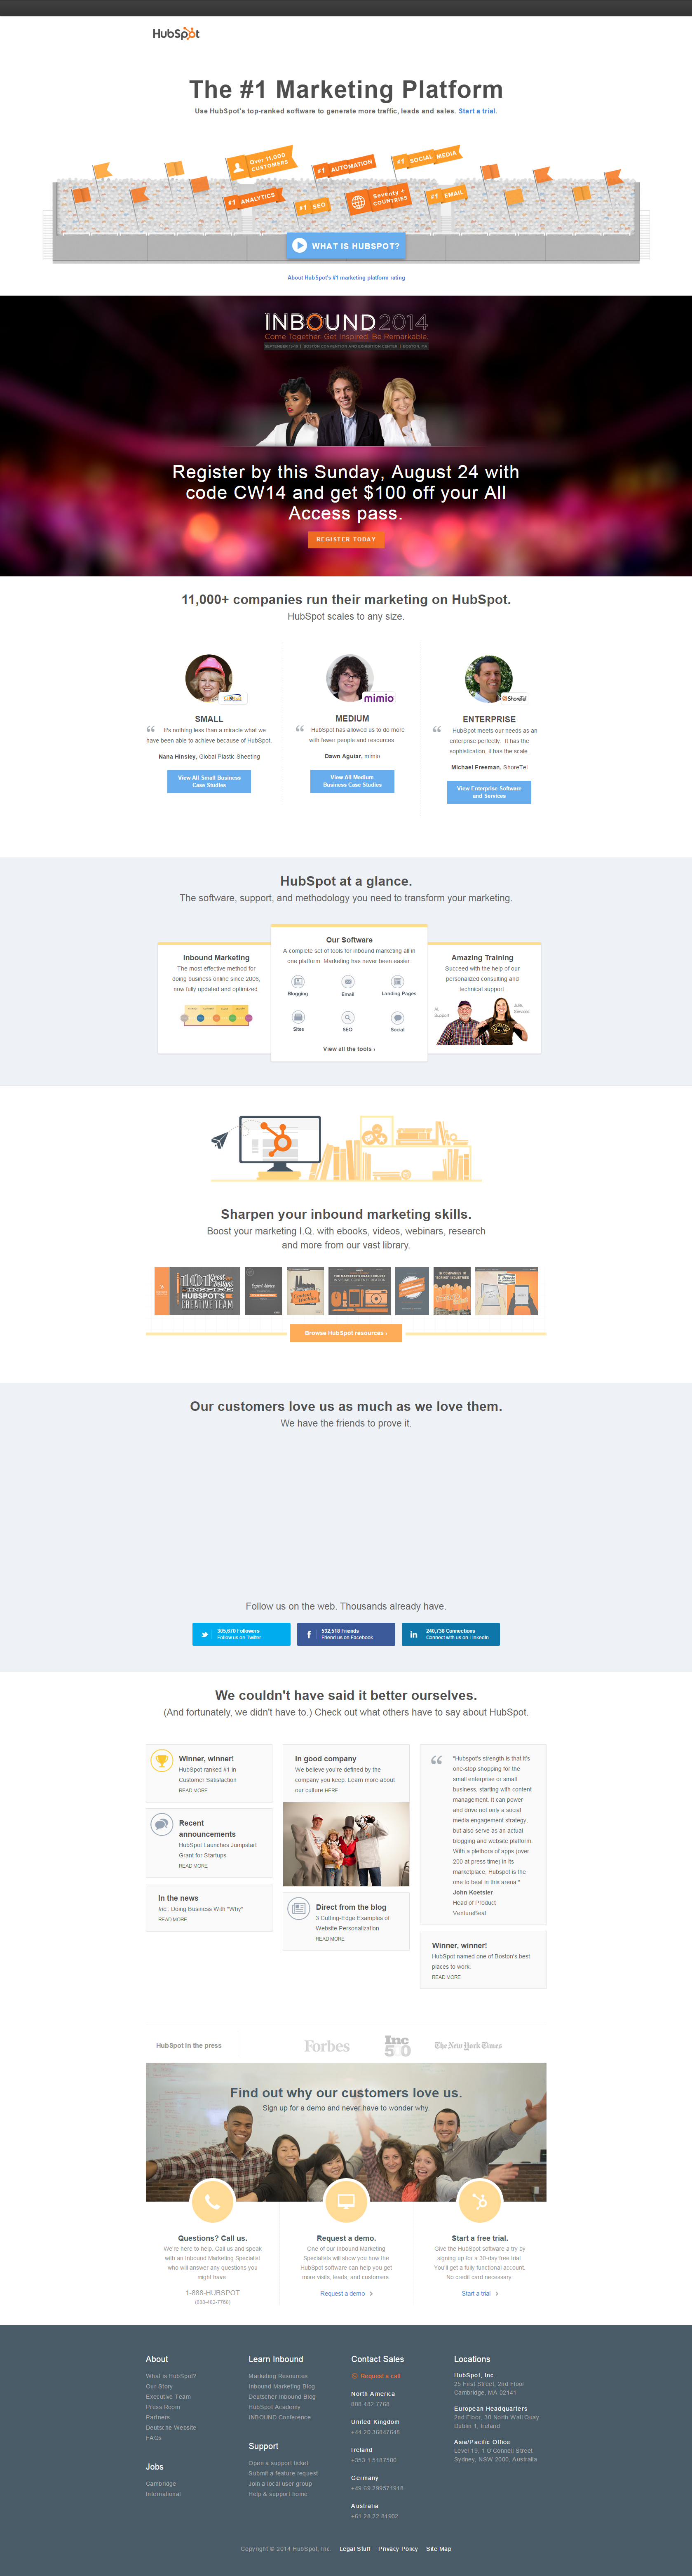 HubSpot
The #1 Marketing Platform
Use HubSpot's top-ranked software to generate more traffic, leads and sales. Start a trial.
Over 11,000
CUSTOMERS
#1 AUTOMATION
#1 SOCIAL MEDIA
#1 ANALYTICS
#1 SEO
Seventy +
COUNTRIES
#1 EMAIL
WHAT IS HUBSPOT?
About HubSpot's #1 marketing platform rating
INBOUND 2014
Come Together. Get Inspired. Be Remarkable.
Register by this Sunday, August 24 with
code CW14 and get $100 off your All
Access pass.
REGISTER TODAY
11,000+ companies run their marketing on HubSpot.
HubSpot scales to any size.
SMALL
It's nothing less than a miracle what we
have been able to achieve because of HubSpot.
Nana Hinsley, Global Plastic Sheeting
View All Small Business
Case Studies
mimio
MEDIUM
HubSpot has allowed us to do more
with fewer people and resources.
Dawn Aguiar, mimio
View All Medium
Business Case Studies
ShoreTel
ENTERPRISE
HubSpot meets our needs as an
enterprise perfectly. It has the
sophistication, it has the scale.
Michael Freeman, ShoreTel
View Enterprise Software
and Services
HubSpot at a glance.
The software, support, and methodology you need to transform your marketing.
Inbound Marketing
The most effective method for
doing business online since 2006,
now fully updated and optimized.
Our Software
A complete set of tools for inbound marketing all in
one platform. Marketing has never been easier.
Blogging
Email
Landing Pages
Sites
SEO
Social
View all the tools ›
Amazing Training
Succeed with the help of our
personalized consulting and
technical support.
Al,
Support
Julie,
Services
Sharpen your inbound marketing skills.
Boost your marketing I.Q. with ebooks, videos, webinars, research
and more from our vast library.
101 Great Designs
INSPIRE
HUBSPOT'S
CREATIVE TEAM
Browse HubSpot resources ›
Our customers love us as much as we love them.
We have the friends to prove it.
Follow us on the web. Thousands already have.
305,670 Followers
Follow us on Twitter
532,518 Friends
Friend us on Facebook
240,738 Connections
Connect with us on LinkedIn
We couldn't have said it better ourselves.
(And fortunately, we didn't have to.) Check out what others have to say about HubSpot.
Winner, winner!
HubSpot ranked #1 in
Customer Satisfaction
READ MORE
Recent
announcements
HubSpot Launches Jumpstart
Grant for Startups
READ MORE
In the news
Inc.: Doing Business With "Why"
READ MORE
In good company
We believe you're defined by the
company you keep. Learn more about
our culture HERE.
Direct from the blog
3 Cutting-Edge Examples of
Website Personalization
READ MORE
"Hubspot's strength is that it's
one-stop shopping for the
small enterprise or small
business, starting with content
management. It can power
and drive not only a social
media engagement strategy,
but also serve as an actual
blogging and website platform.
With a plethora of apps (over
200 at press time) in its
marketplace, Hubspot is the
one to beat in this arena."
John Koetsier
Head of Product
VentureBeat
Winner, winner!
HubSpot named one of Boston's best
places to work.
READ MORE
HubSpot in the press
Forbes
Inc
500
The New York Times
Find out why our customers love us.
Sign up for a demo and never have to wonder why.
Questions? Call us.
We're here to help. Call us and speak
with an Inbound Marketing Specialist
who will answer any questions you
might have.
1-888-HUBSPOT
(888-482-7768)
Request a demo.
One of our Inbound Marketing
Specialists will show you how the
HubSpot software can help you get
more visits, leads, and customers.
Request a demo ›
Start a free trial.
Give the HubSpot software a try by
signing up for a 30-day free trial.
You'll get a fully functional account.
No credit card necessary.
Start a trial ›
About
What is HubSpot?
Our Story
Executive Team
Press Room
Partners
Deutsche Website
FAQs
Jobs
Cambridge
International
Learn Inbound
Marketing Resources
Inbound Marketing Blog
Deutscher Inbound Blog
HubSpot Academy
INBOUND Conference
Support
Open a support ticket
Submit a feature request
Join a local user group
Help & support home
Contact Sales
Request a call
North America
888.482.7768
United Kingdom
+44.20.36847648
Ireland
+353.1.5187500
Germany
+49.69.299571918
Australia
+61.28.22.81902
Locations
HubSpot, Inc.
25 First Street, 2nd Floor
Cambridge, MA 02141
European Headquarters
2nd Floor, 30 North Wall Quay
Dublin 1, Ireland
Asia/Pacific Office
Level 15, 1 O'Connell Street
Sydney, NSW 2000, Australia
Copyright © 2014 HubSpot, Inc.
Legal Stuff
Privacy Policy
Site Map